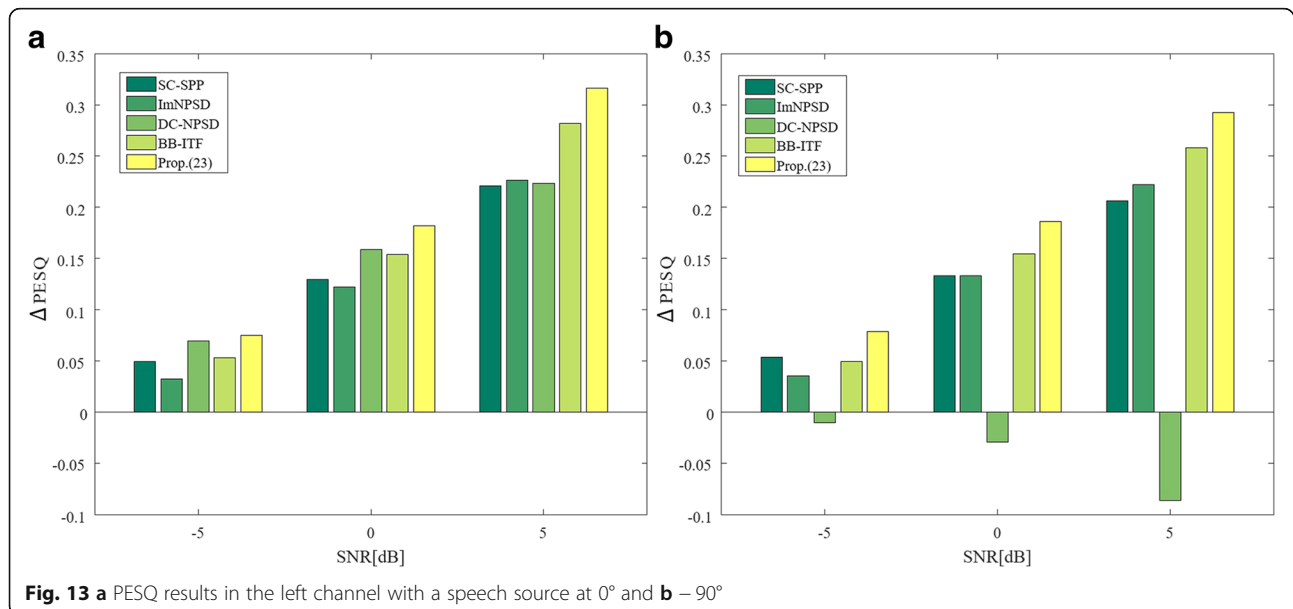 a
0.35
0.3
0.25
0.2
0.15
0.1
0.05
0
-0.05
-0.1
Δ PESQ
SC-SPP
ImNPSD
DC-NPSD
BB-ITF
Prop.(23)
-5 0 5
SNR[dB]
b
0.35
0.3
0.25
0.2
0.15
0.1
0.05
0
-0.05
-0.1
Δ PESQ
SC-SPP
ImNPSD
DC-NPSD
BB-ITF
Prop.(23)
-5 0 5
SNR[dB]
Fig. 13 a PESQ results in the left channel with a speech source at 0° and b − 90°